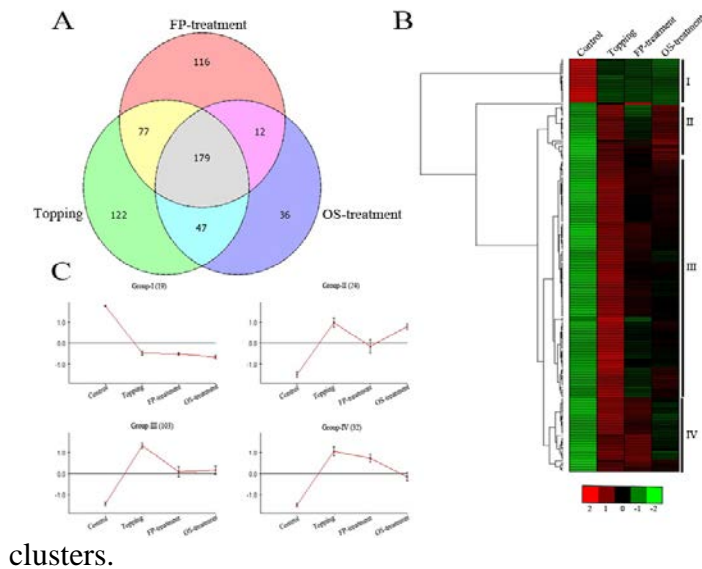 A
FP-treatment
116
77
12
179
Topping
122
47
36
OS-treatment
B
Control
Topping
FP-treatment
OS-treatment
I
II
III
IV
2 1 0 -1 -2
C
Group-I (19)
1.0
0.0
-1.0
Control
Topping
FP-treatment
OS-treatment
1.0
0.0
-1.0
Control
Topping
FP-treatment
OS-treatment
Group-III (103)
1.0
0.0
-1.0
Control
Topping
FP-treatment
OS-treatment
Group-IV (32)
1.0
0.0
-1.0
Control
Topping
FP-treatment
OS-treatment
clusters.